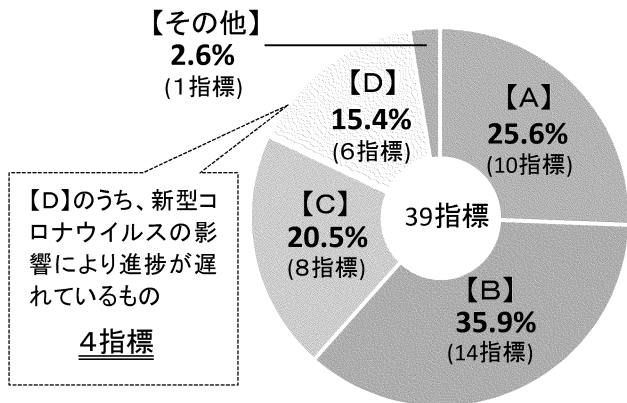 【その他】
2.6%
(1指標)
【D】
15.4%
(6指標)
【A】
25.6%
(10指標)
【D】のうち、新型コ
ロナウイルスの影
響により進捗が遅
れているもの
4指標
【C】
20.5%
(8指標)
39指標
【B】
35.9%
(14指標)